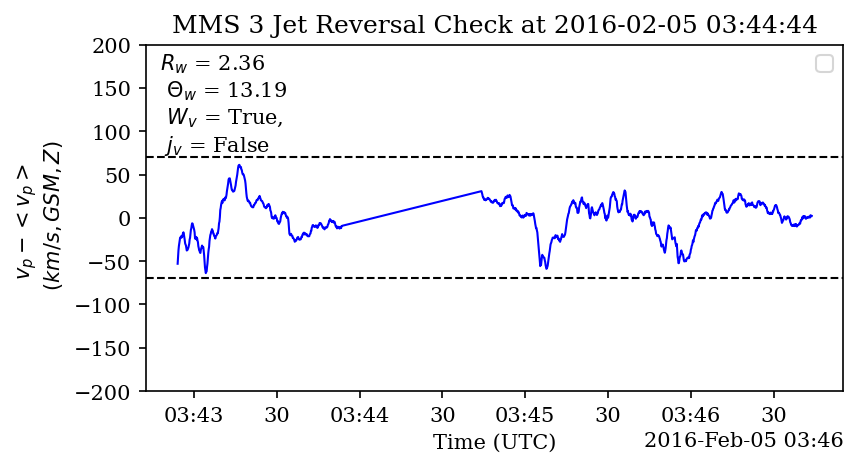 MMS 3 Jet Reversal Check at 2016-02-05 03:44:44
R_w = 2.36
Θ_w = 13.19
W_v = True,
j_v = False
v_p − < v_p >
(km/s, GSM, Z)
200
150
100
50
0
−50
−100
−150
−200
03:43 30 03:44 30 03:45 30 03:46 30
Time (UTC)
2016-Feb-05 03:46